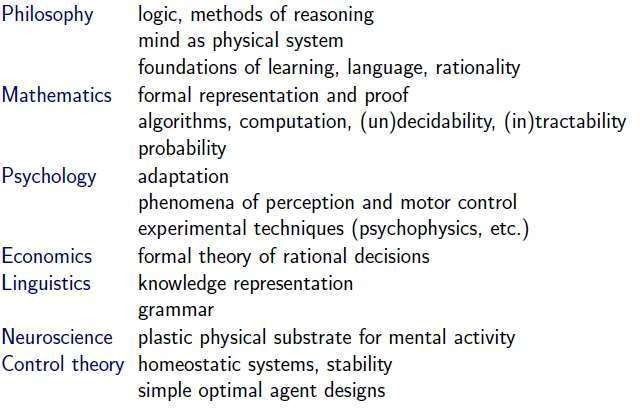 Philosophy logic, methods of reasoning
mind as physical system
foundations of learning, language, rationality
Mathematics formal representation and proof
algorithms, computation, (un)decidability, (in)tractability
probability
Psychology adaptation
phenomena of perception and motor control
experimental techniques (psychophysics, etc.)
Economics formal theory of rational decisions
Linguistics knowledge representation
grammar
Neuroscience plastic physical substrate for mental activity
Control theory homeostatic systems, stability
simple optimal agent designs